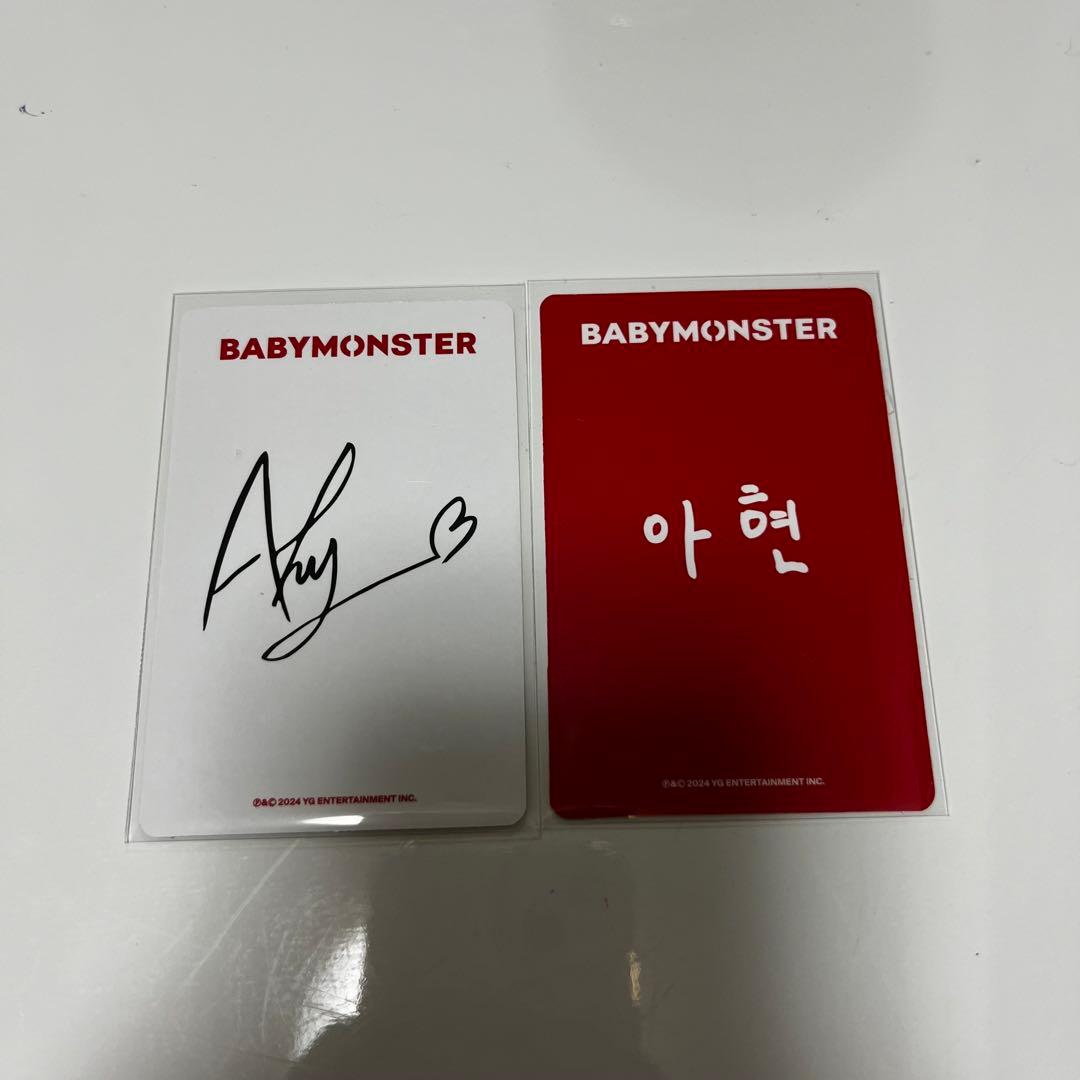 BABYMONSTER
Ahy
℗&© 2024 YG ENTERTAINMENT INC.
BABYMONSTER
아현
℗&© 2024 YG ENTERTAINMENT INC.